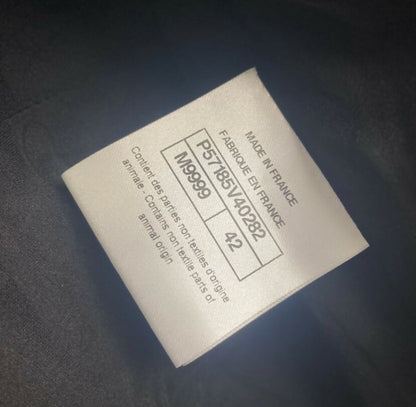 MADE IN FRANCE
FABRIQUE EN FRANCE
P57185V40282
M9999 42
Contient des parties non textiles d'origine
animale - Contains non textile parts of
animal origin